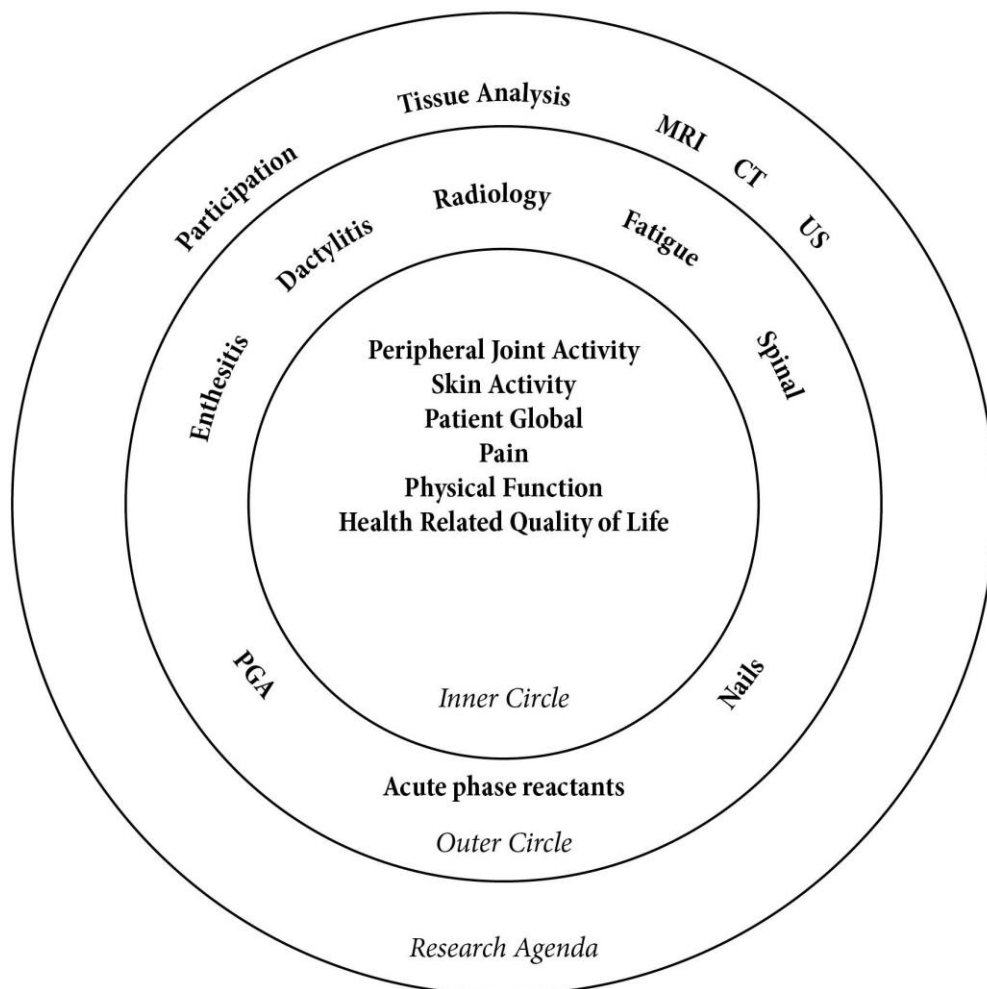 Tissue Analysis
MRI
CT
US
Participation
Radiology
Dactylitis
Fatigue
Enthesitis
Spinal
Peripheral Joint Activity
Skin Activity
Patient Global
Pain
Physical Function
Health Related Quality of Life
PGA
Nails
Inner Circle
Acute phase reactants
Outer Circle
Research Agenda